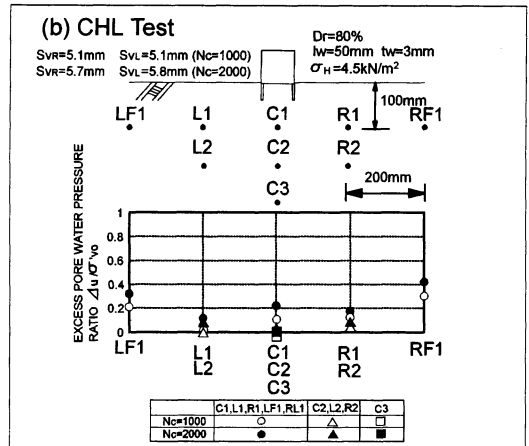 (b) CHL Test
SVR=5.1mm SVL=5.1mm (Nc=1000)
SVR=5.7mm SVL=5.8mm (Nc=2000)
Dr=80%
lw=50mm tw=3mm
σH=4.5kN/m²
100mm
LF1 L1 C1 R1 RF1
L2 C2 R2
C3
200mm
EXCESS PORE WATER PRESSURE
RATIO Δu/σ'vo
1
0.8
0.6
0.4
0.2
0
LF1 L1 C1 R1 RF1
L2 C2 R2
C3
C1,L1,R1,LF1,RL1 C2,L2,R2 C3
Nc=1000
Nc=2000